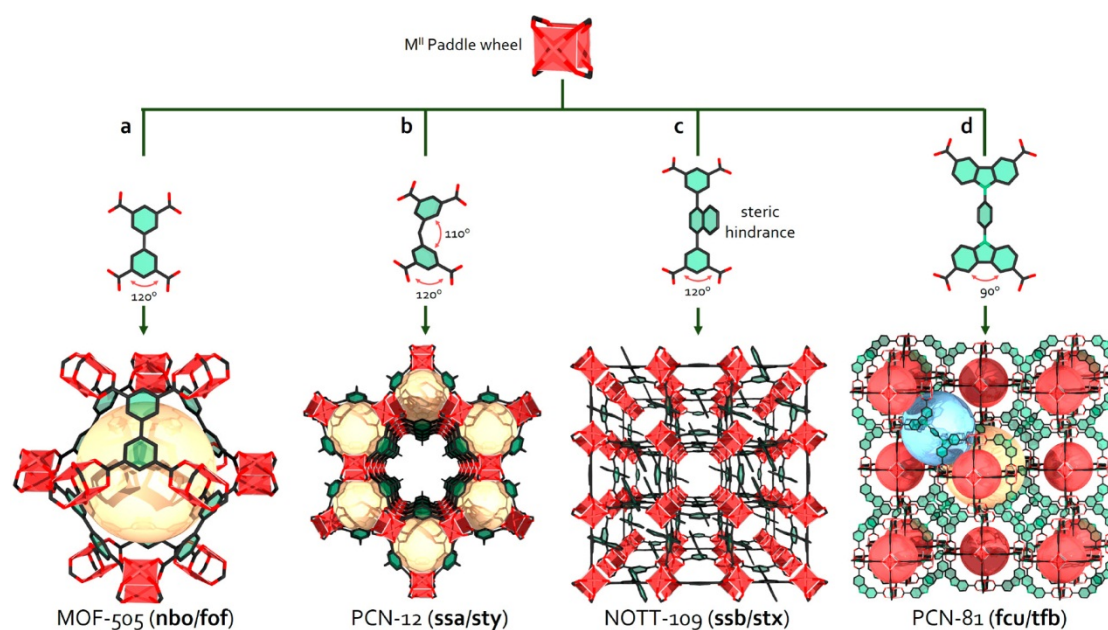 Mᴵᴵ Paddle wheel
a
b
c
d
110°
steric
hindrance
120°
120°
120°
90°
MOF-505 (nbo/fof)
PCN-12 (ssa/sty)
NOTT-109 (ssb/stx)
PCN-81 (fcu/tfb)